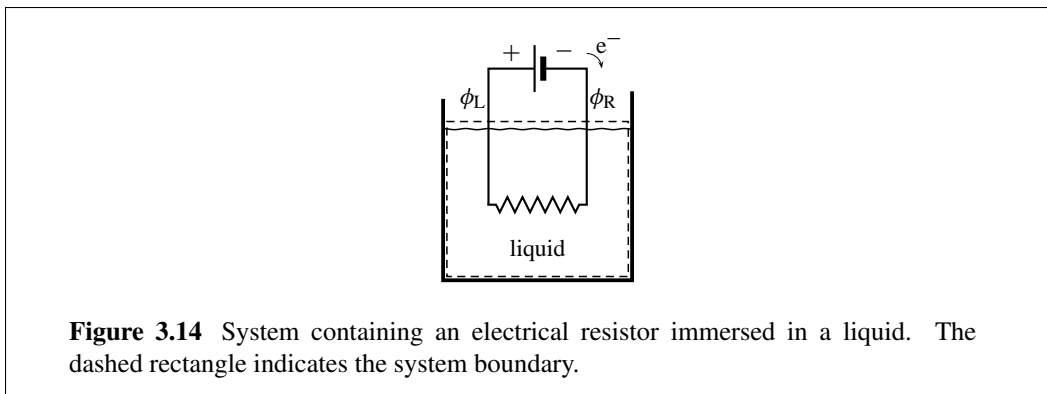 + − e−
ϕL ϕR
liquid
Figure 3.14 System containing an electrical resistor immersed in a liquid. The
dashed rectangle indicates the system boundary.